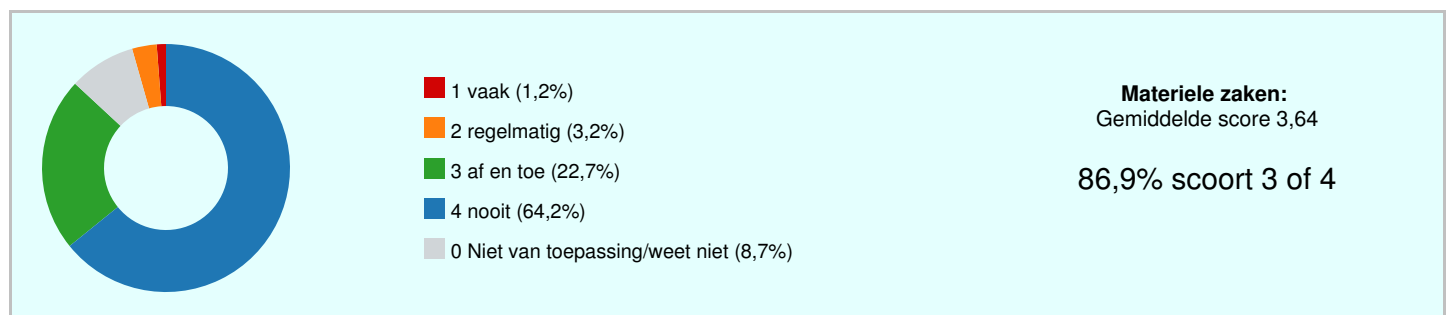 1 vaak (1,2%)
2 regelmatig (3,2%)
3 af en toe (22,7%)
4 nooit (64,2%)
0 Niet van toepassing/weet niet (8,7%)
Materiele zaken:
Gemiddelde score 3,64
86,9% scoort 3 of 4